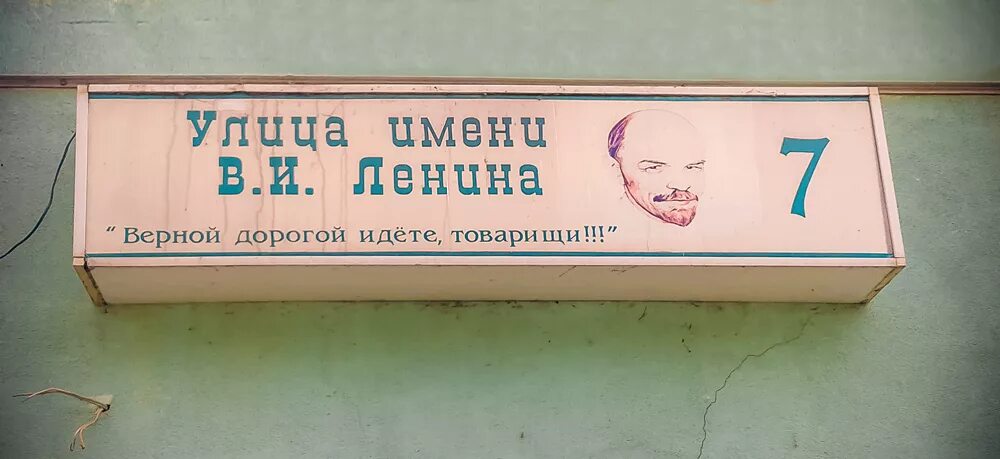 Улица имени
В.И. Ленина
7
“Верной дорогой идёте, товарищи!!!”